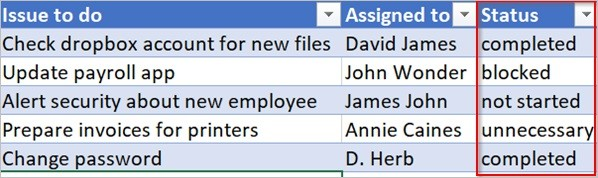 Issue to do Assigned to Status
Check dropbox account for new files David James completed
Update payroll app John Wonder blocked
Alert security about new employee James John not started
Prepare invoices for printers Annie Caines unnecessary
Change password D. Herb completed